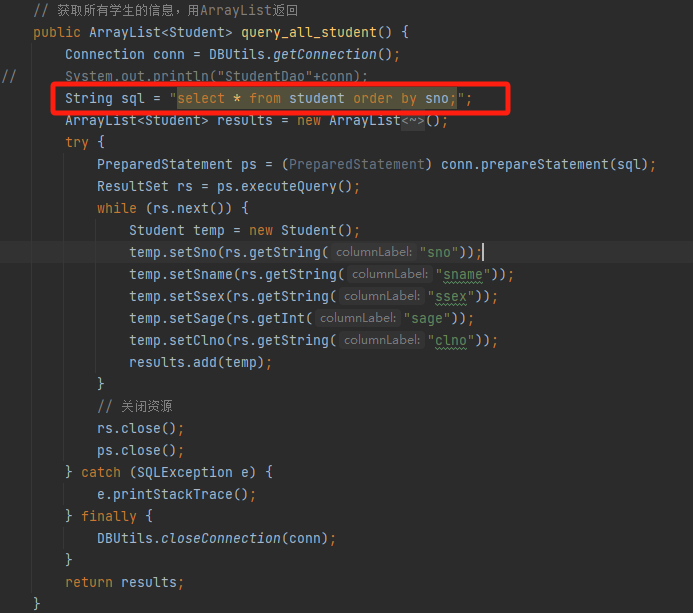 // 获取所有学生的信息，用ArrayList返回
public ArrayList<Student> query_all_student() {
Connection conn = DBUtils.getConnection();
// System.out.println("StudentDao"+conn);
String sql = "select * from student order by sno;";
ArrayList<Student> results = new ArrayList<~>();
try {
PreparedStatement ps = (PreparedStatement) conn.prepareStatement(sql);
ResultSet rs = ps.executeQuery();
while (rs.next()) {
Student temp = new Student();
temp.setSno(rs.getString( columnLabel: "sno"));
temp.setSname(rs.getString( columnLabel: "sname"));
temp.setSsex(rs.getString( columnLabel: "ssex"));
temp.setSage(rs.getInt( columnLabel: "sage"));
temp.setClno(rs.getString( columnLabel: "clno"));
results.add(temp);
}
// 关闭资源
rs.close();
ps.close();
} catch (SQLException e) {
e.printStackTrace();
} finally {
DBUtils.closeConnection(conn);
}
return results;
}